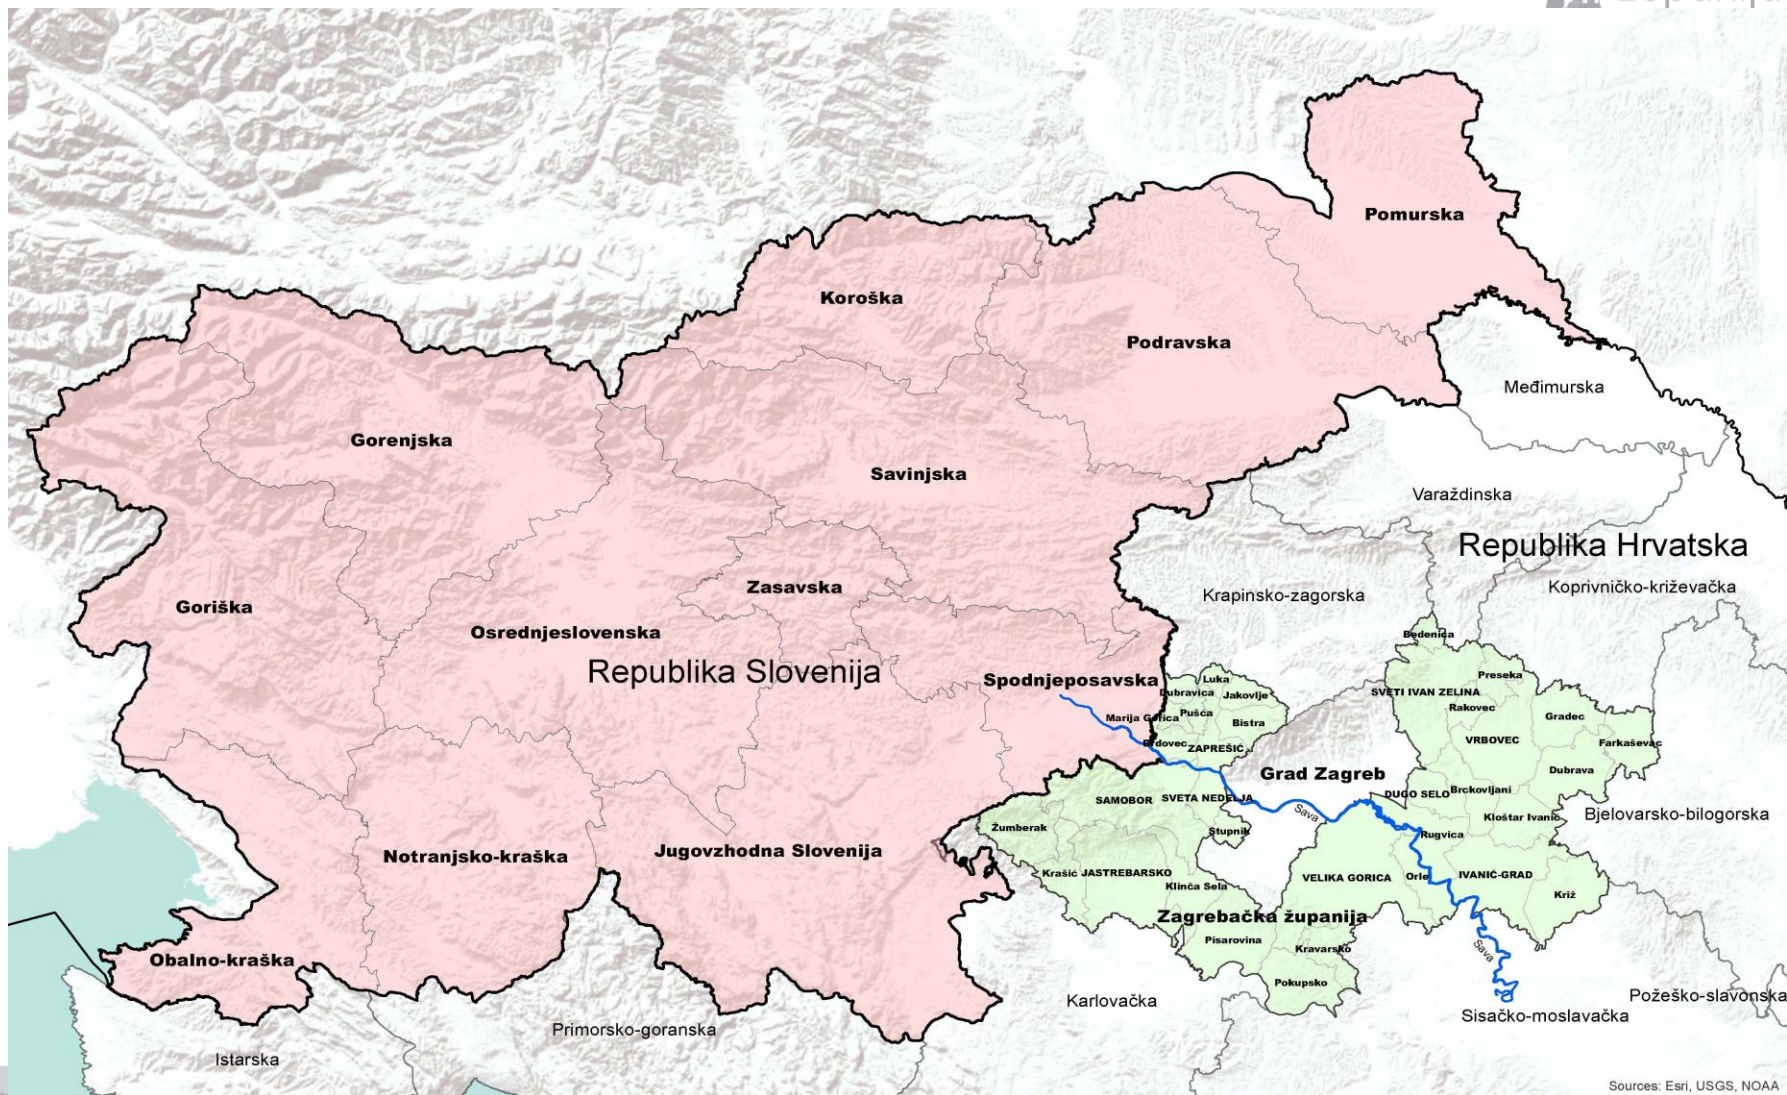 Pomurska
Koroška
Podravska
Međimurska
Gorenjska
Savinjska
Varaždinska
Republika Hrvatska
Zasavska
Krapinsko-zagorska
Koprivničko-križevačka
Goriška
Osrednjeslovenska
Republika Slovenija
Bedenica
Spodnjeposavska
Luka
Dubravica
Jakovlje
Preseka
SVETI IVAN ZELINA
Rakovec
Marija Gorica
Pušća
Bistra
Gradec
Brdovec
ZAPREŠIĆ
VRBOVEC
Farkaševac
Grad Zagreb
Dubrava
SAMOBOR
SVETA NEDELJA
DUGO SELO
Brckovljani
Sava
Kloštar Ivanić
Bjelovarsko-bilogorska
Žumberak
Stupnik
Rugvica
Notranjsko-kraška
Jugovzhodna Slovenija
Krašić
JASTREBARSKO
Klinča Sela
VELIKA GORICA
Orle
IVANIĆ-GRAD
Križ
Zagrebačka županija
Pisarovina
Kravarsko
Sava
Obalno-kraška
Pokupsko
Karlovačka
Požeško-slavonska
Sisačko-moslavačka
Primorsko-goranska
Istarska
Sources: Esri, USGS, NOAA